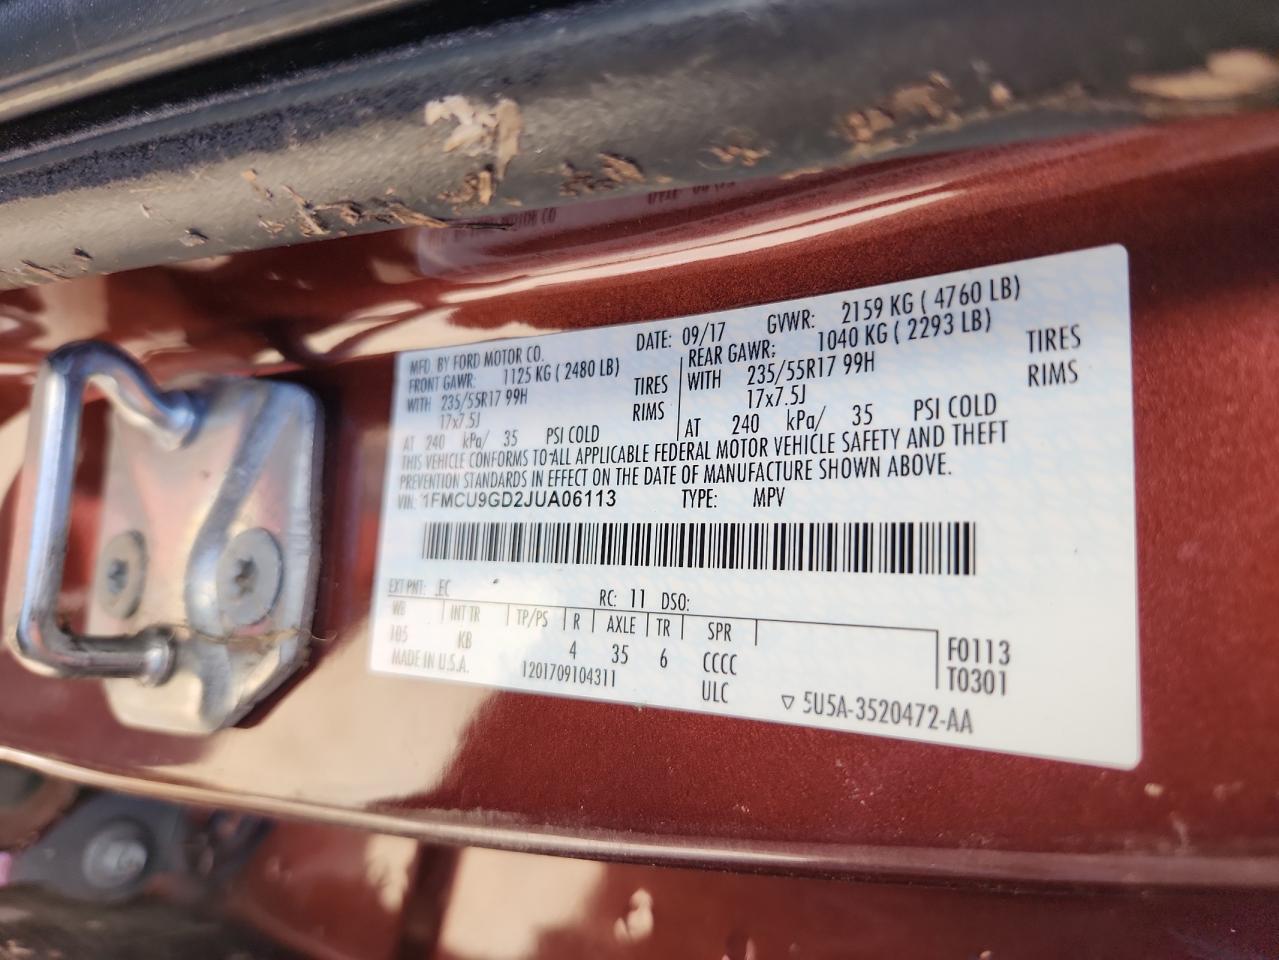 MFD. BY FORD MOTOR CO.
DATE: 09/17 GVWR: 2159 KG ( 4760 LB)
FRONT GAWR: 1125 KG ( 2480 LB) REAR GAWR: 1040 KG ( 2293 LB)
WITH 235/55R17 99H TIRES WITH 235/55R17 99H TIRES
17x7.5J RIMS 17x7.5J RIMS
AT 240 kPa/ 35 PSI COLD AT 240 kPa/ 35 PSI COLD
THIS VEHICLE CONFORMS TO ALL APPLICABLE FEDERAL MOTOR VEHICLE SAFETY AND THEFT
PREVENTION STANDARDS IN EFFECT ON THE DATE OF MANUFACTURE SHOWN ABOVE.
VIN: 1FMCU9GD2JUA06113 TYPE: MPV
EXT PNT: EC RC: 11 DSO:
WB INT TR TP/PS R AXLE TR SPR
105 KB 4 35 6 CCCC F0113
MADE IN U.S.A. 1201709104311 ULC T0301
▽ 5U5A-3520472-AA